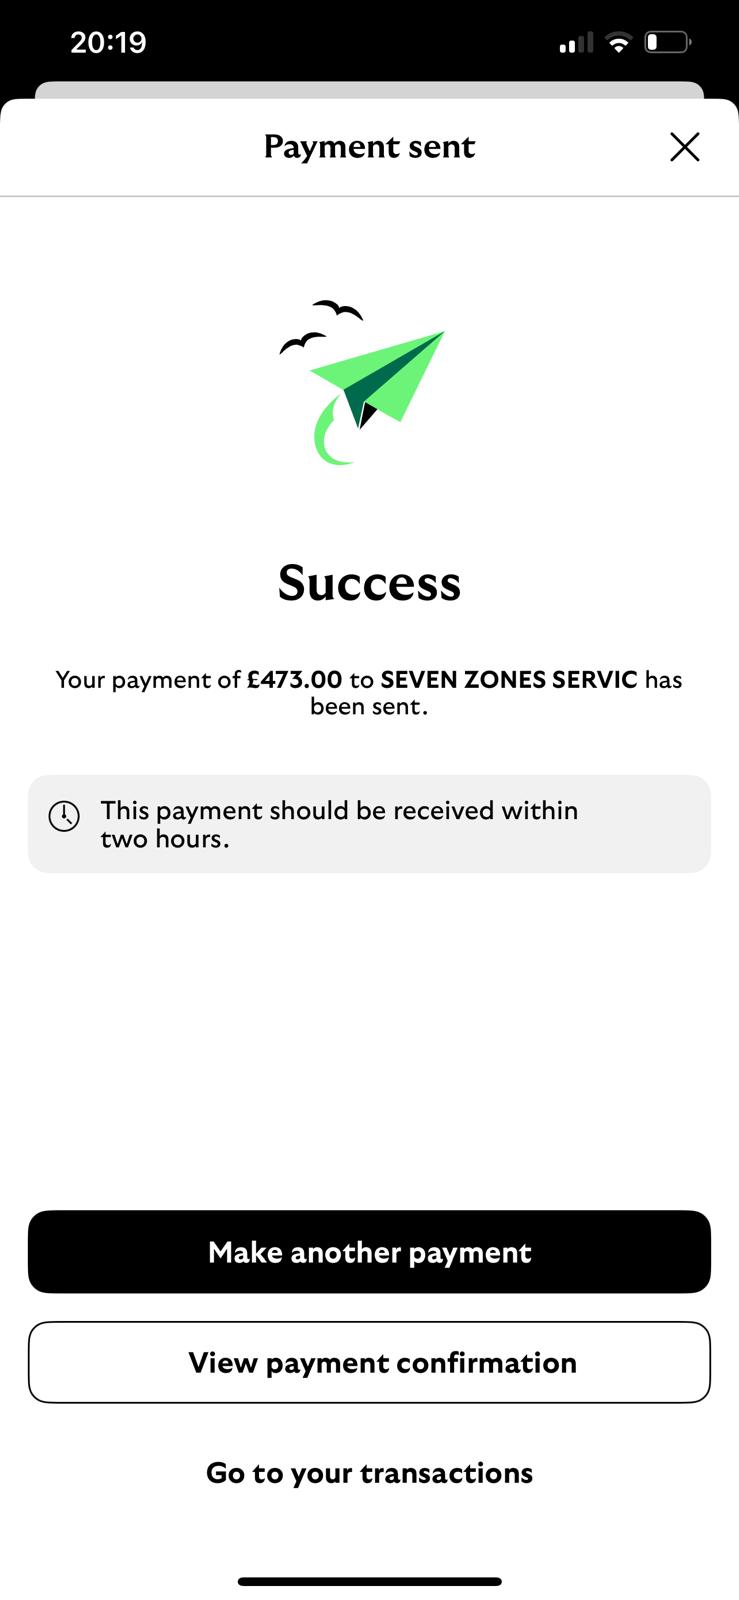 20:19
Payment sent
Success
Your payment of £473.00 to SEVEN ZONES SERVIC has
been sent.
This payment should be received within
two hours.
Make another payment
View payment confirmation
Go to your transactions